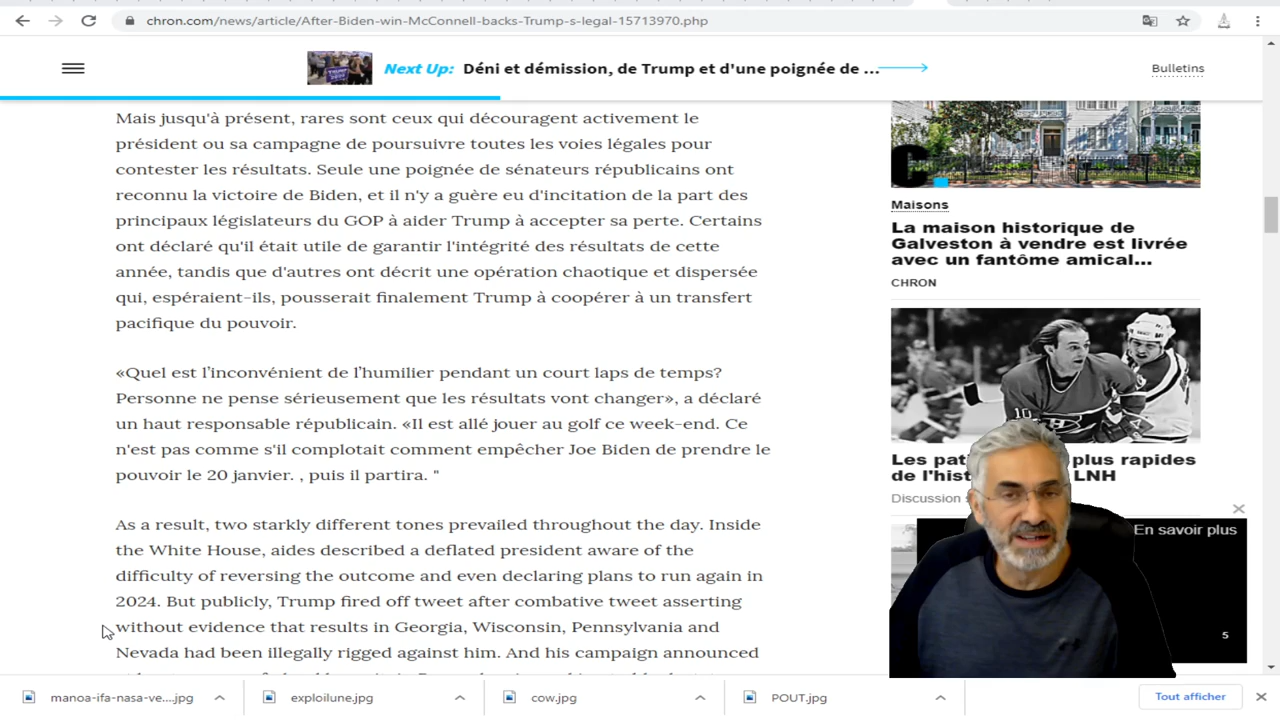 chron.com/news/article/After-Biden-win-McConnell-backs-Trump-s-legal-15713970.php
Next Up: Déni et démission, de Trump et d'une poignée de ...
Bulletins
Mais jusqu'à présent, rares sont ceux qui découragent activement le
président ou sa campagne de poursuivre toutes les voies légales pour
contester les résultats. Seule une poignée de sénateurs républicains ont
reconnu la victoire de Biden, et il n'y a guère eu d'incitation de la part des
principaux législateurs du GOP à aider Trump à accepter sa perte. Certains
ont déclaré qu'il était utile de garantir l'intégrité des résultats de cette
année, tandis que d'autres ont décrit une opération chaotique et dispersée
qui, espéraient-ils, pousserait finalement Trump à coopérer à un transfert
pacifique du pouvoir.
«Quel est l'inconvénient de l'humilier pendant un court laps de temps?
Personne ne pense sérieusement que les résultats vont changer», a déclaré
un haut responsable républicain. «Il est allé jouer au golf ce week-end. Ce
n'est pas comme s'il complotait comment empêcher Joe Biden de prendre le
pouvoir le 20 janvier. , puis il partira. "
As a result, two starkly different tones prevailed throughout the day. Inside
the White House, aides described a deflated president aware of the
difficulty of reversing the outcome and even declaring plans to run again in
2024. But publicly, Trump fired off tweet after combative tweet asserting
without evidence that results in Georgia, Wisconsin, Pennsylvania and
Nevada had been illegally rigged against him. And his campaign announced
C
Maisons
La maison historique de
Galveston à vendre est livrée
avec un fantôme amical...
CHRON
10
Les plus rapides
de l'hist LNH
Discussion
En savoir plus
5
manoa-ifa-nasa-ve....jpg
exploilune.jpg
cow.jpg
POUT.jpg
Tout afficher